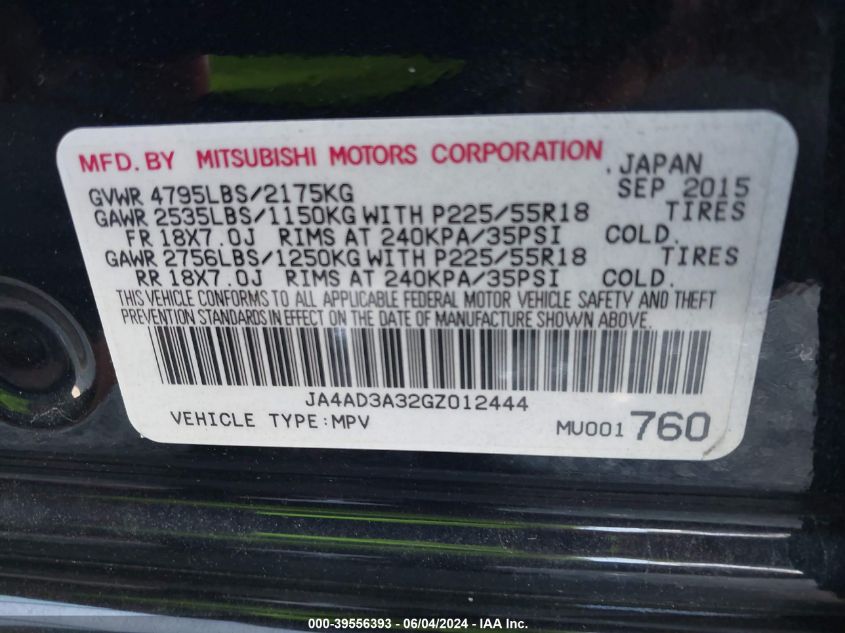 MFD. BY MITSUBISHI MOTORS CORPORATION . JAPAN
GVWR 4795LBS/2175KG SEP 2015
GAWR 2535LBS/1150KG WITH P225/55R18 TIRES
FR 18X7.0J RIMS AT 240KPA/35PSI COLD.
GAWR 2756LBS/1250KG WITH P225/55R18 TIRES
RR 18X7.0J RIMS AT 240KPA/35PSI COLD.
THIS VEHICLE CONFORMS TO ALL APPLICABLE FEDERAL MOTOR VEHICLE SAFETY AND THEFT
PREVENTION STANDARDS IN EFFECT ON THE DATE OF MANUFACTURE SHOWN ABOVE.
JA4AD3A32GZ012444
VEHICLE TYPE:MPV MU001 760
000-39556393 - 06/04/2024 - IAA Inc.